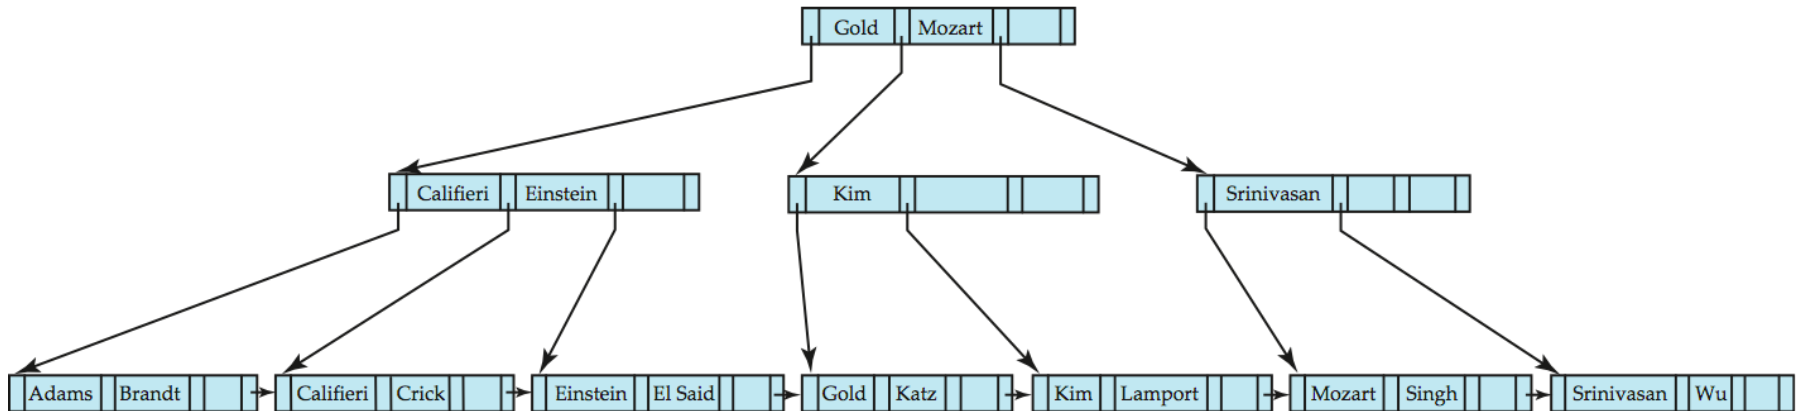 Gold Mozart
Califieri Einstein
Kim
Srinivasan
Adams Brandt
Califieri Crick
Einstein El Said
Gold Katz
Kim Lamport
Mozart Singh
Srinivasan Wu